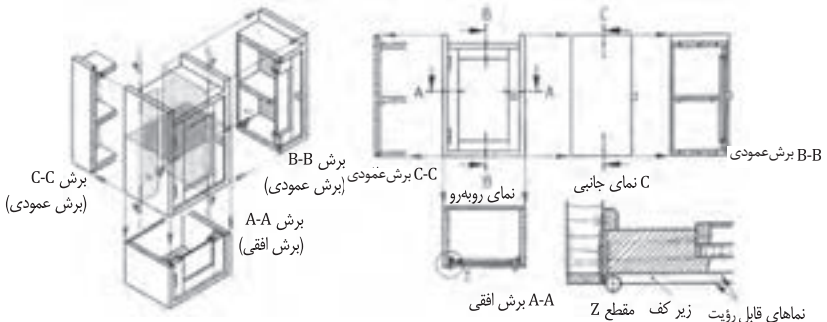 برش C-C
(برش عمودی)
برش B-B
(برش عمودی)
برش A-A
(برش افقی)
B
C
A
A
B
C-C برش‌عمودی
نمای روبه‌رو
C نمای جانبی
B-B برش‌عمودی
Z
A-A برش افقی
مقطع Z
زیر کف
نماهای قابل رؤیت